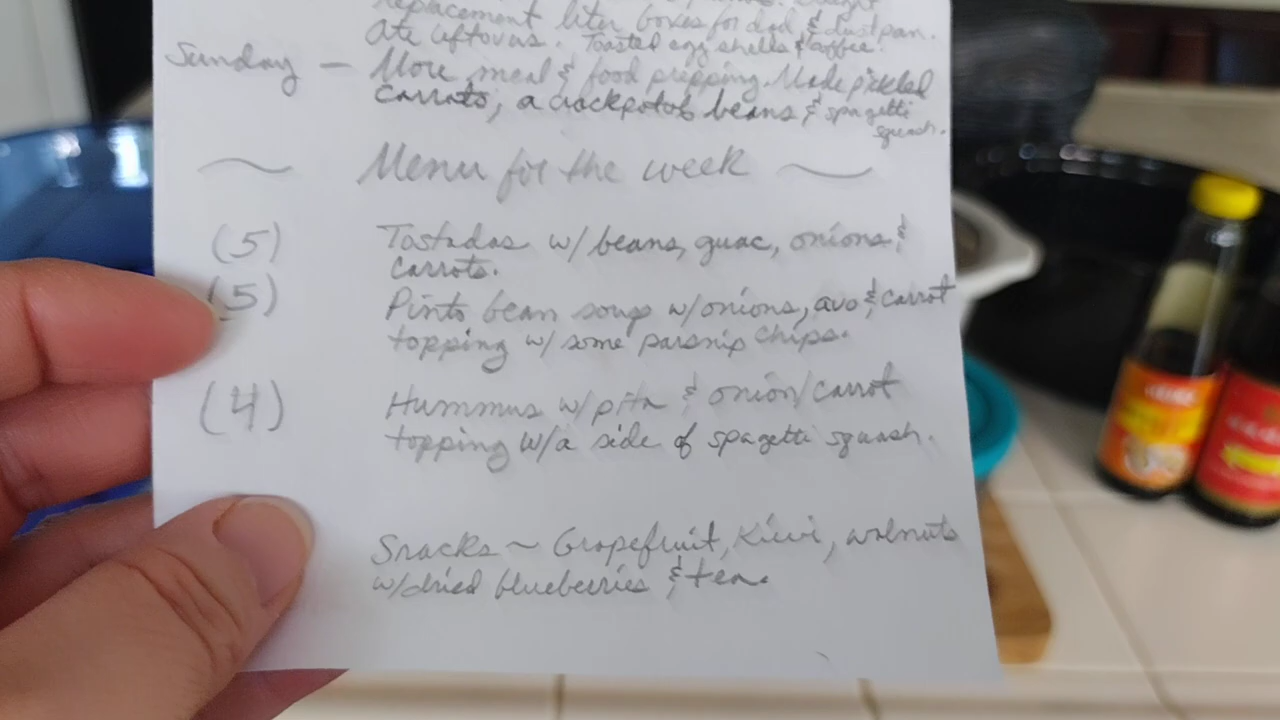 Replacement liter boxes for dad & dustpan.
Ate leftovers. Toasted egg shells & coffee.
Sunday – More meal & food prepping. Made pickled
carrots, a crockpot of beans & spagetti
squash.
~ Menu for the week ~
(5) Tostadas w/ beans, guac, onions &
carrots.
(5) Pinto bean soup w/ onions, avo & carrot
topping w/ some parsnip chips.
(4) Hummus w/ pita & onion/carrot
topping w/a side of spagetti squash.
Snacks ~ Grapefruit, Kiwi, walnuts
w/dried blueberries & tea.